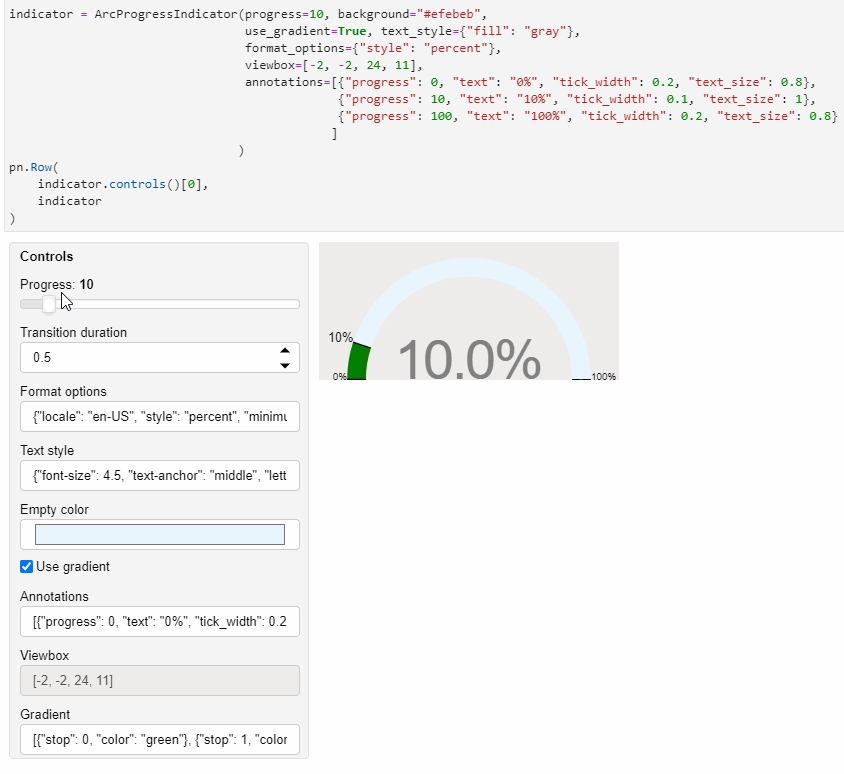 indicator = ArcProgressIndicator(progress=10, background="#efebeb",
use_gradient=True, text_style={"fill": "gray"},
format_options={"style": "percent"},
viewbox=[-2, -2, 24, 11],
annotations=[{"progress": 0, "text": "0%", "tick_width": 0.2, "text_size": 0.8},
{"progress": 10, "text": "10%", "tick_width": 0.1, "text_size": 1},
{"progress": 100, "text": "100%", "tick_width": 0.2, "text_size": 0.8}
]
)
pn.Row(
indicator.controls()[0],
indicator
)
Controls
Progress: 10
Transition duration
0.5
Format options
{"locale": "en-US", "style": "percent", "minimu
Text style
{"font-size": 4.5, "text-anchor": "middle", "lett
Empty color
Use gradient
Annotations
[{"progress": 0, "text": "0%", "tick_width": 0.2
Viewbox
[-2, -2, 24, 11]
Gradient
[{"stop": 0, "color": "green"}, {"stop": 1, "color
10%
10.0%
0%
100%